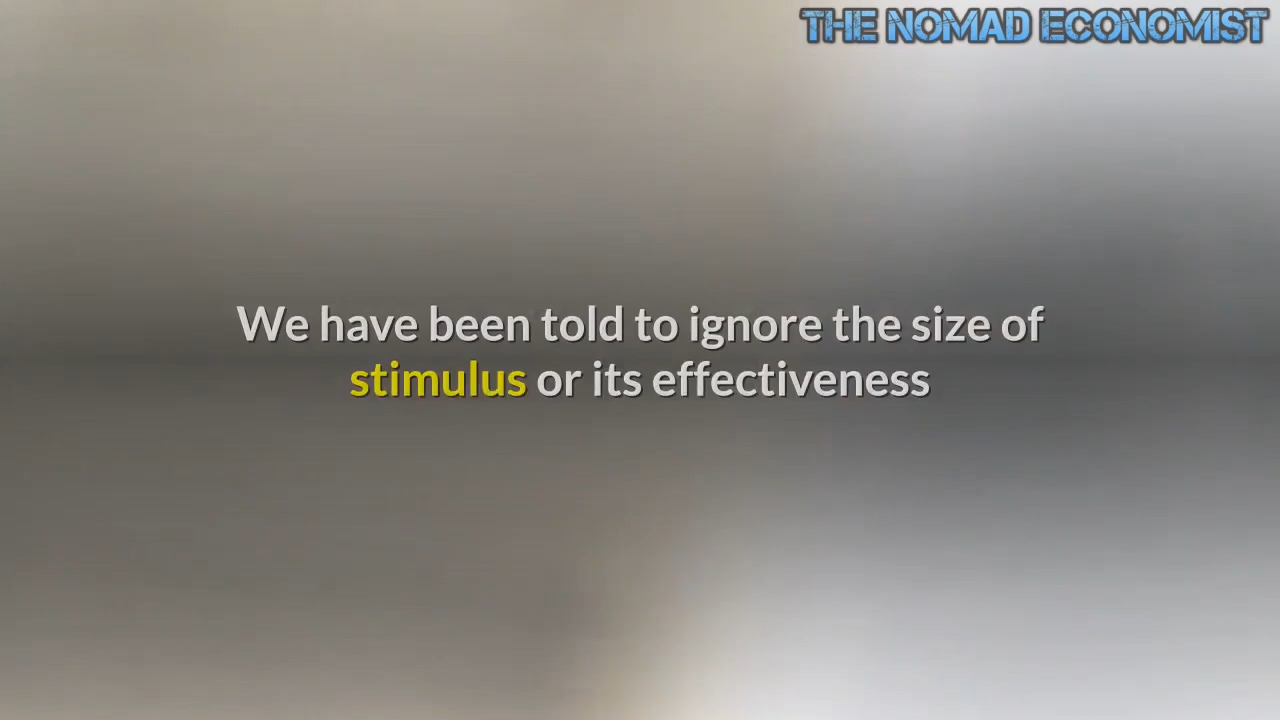 THE NOMAD ECONOMIST
We have been told to ignore the size of
stimulus or its effectiveness